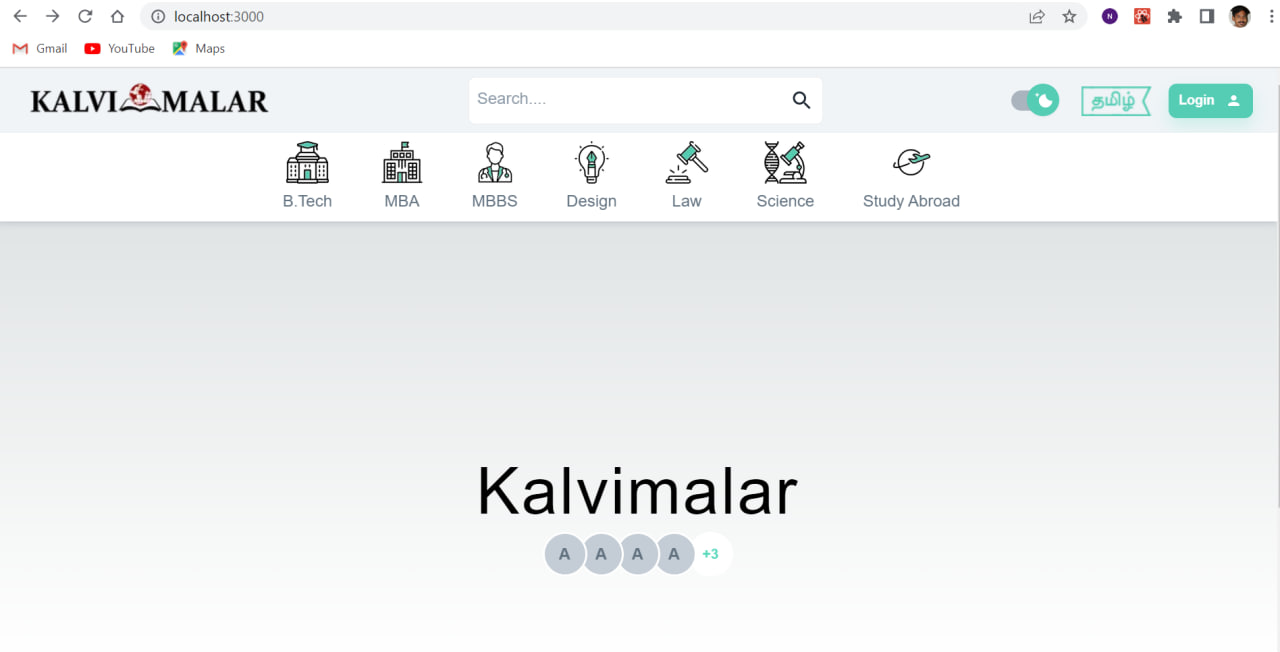 localhost:3000
N
Gmail
YouTube
Maps
KALVI MALAR
Search....
தமிழ்
Login
B.Tech
MBA
MBBS
Design
Law
Science
Study Abroad
Kalvimalar
A A A A +3